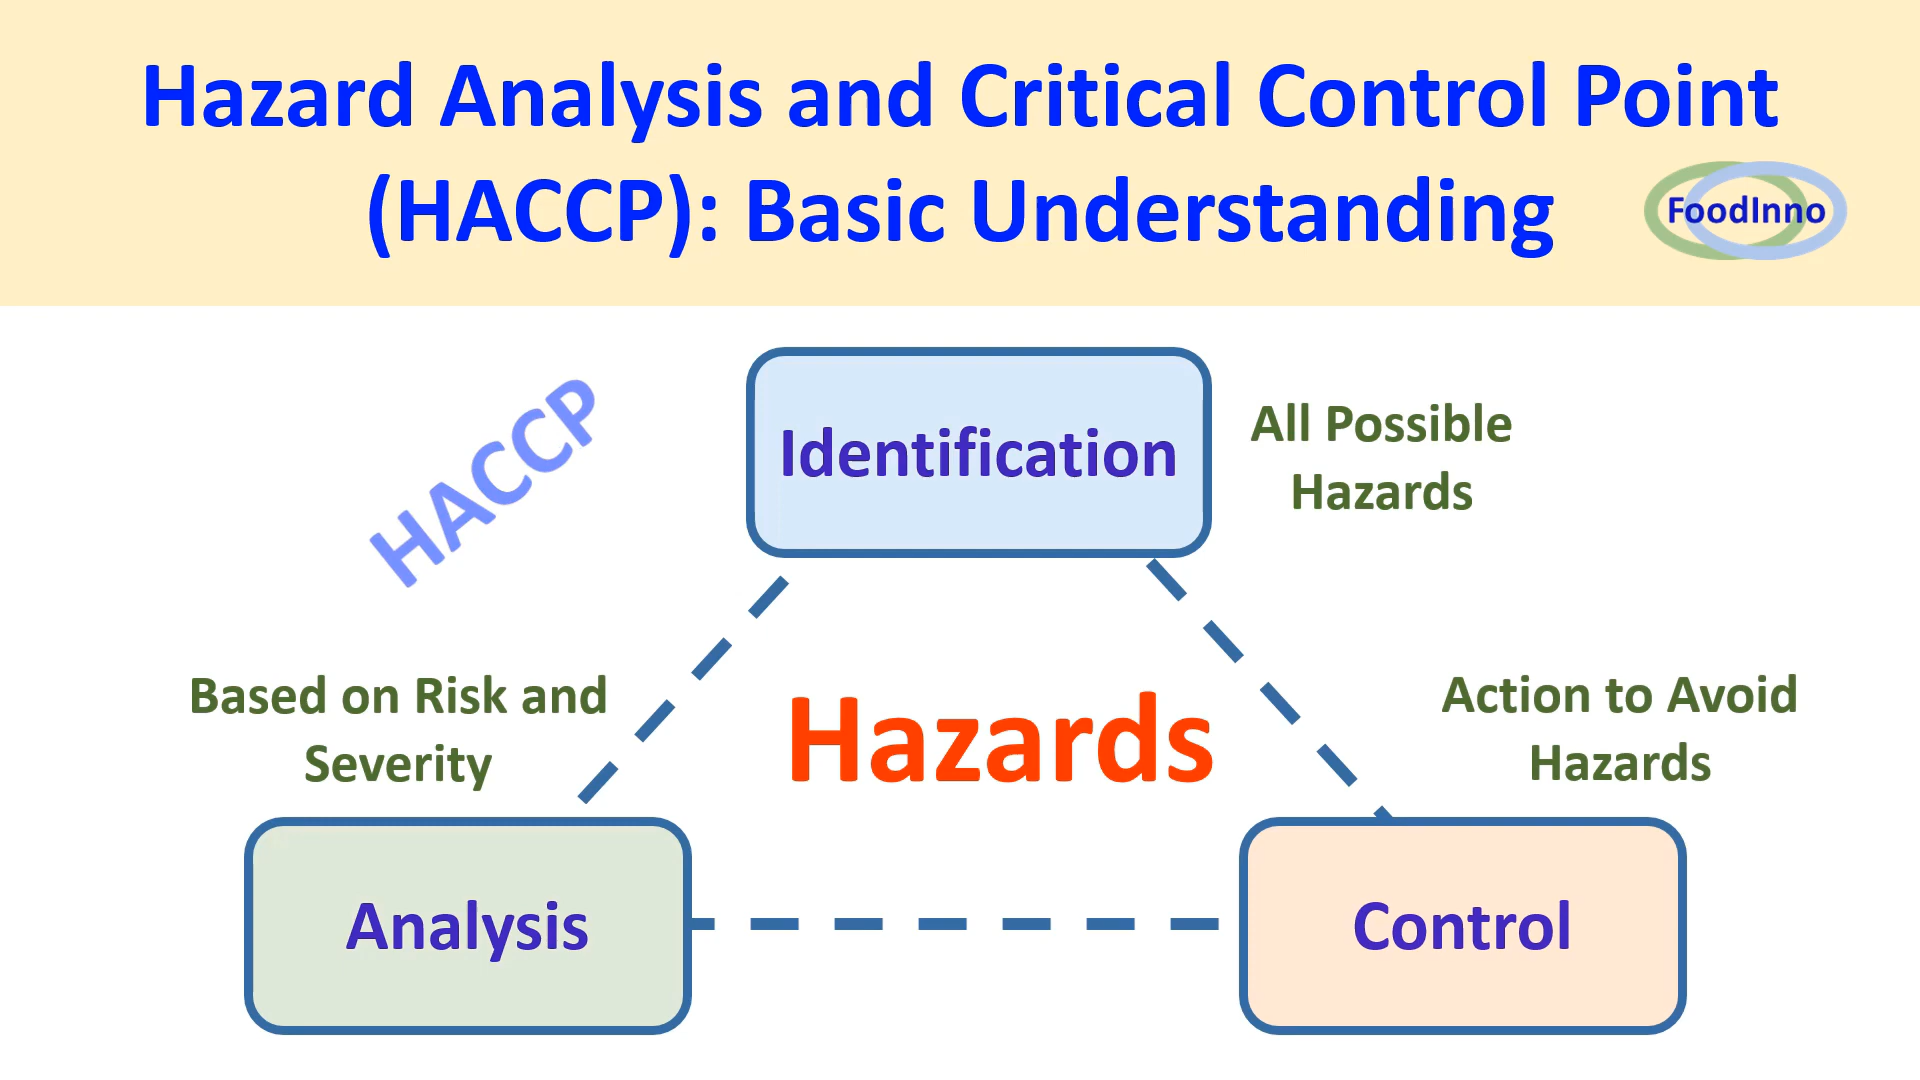 Hazard Analysis and Critical Control Point
(HACCP): Basic Understanding
FoodInno
HACCP
Identification
All Possible
Hazards
Based on Risk and
Severity
Hazards
Action to Avoid
Hazards
Analysis
Control